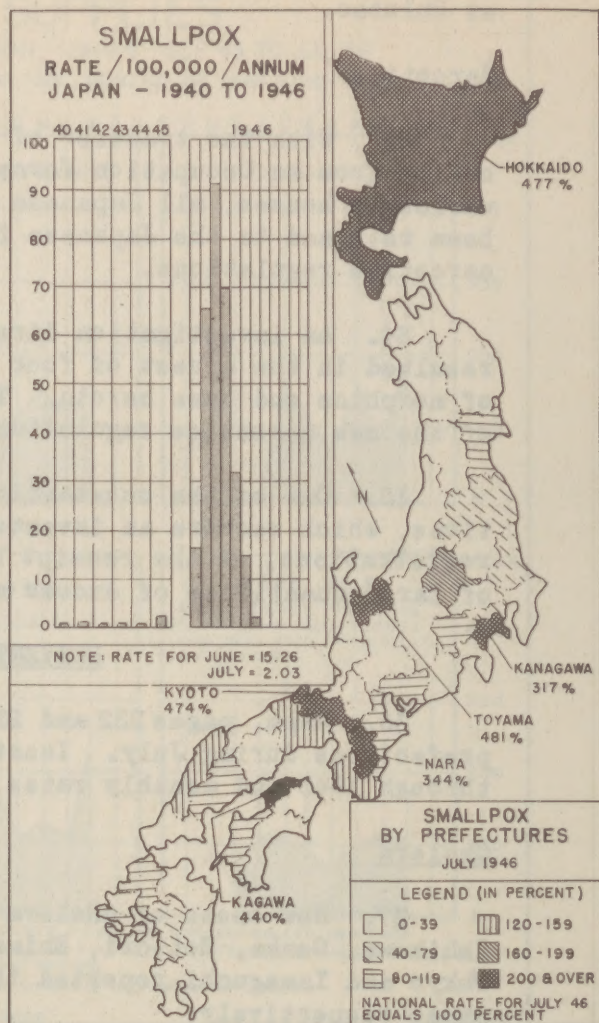 SMALLPOX
RATE/100,000/ANNUM
JAPAN - 1940 TO 1946
40 41 42 43 44 45 1946
100
90
80
70
60
50
40
30
20
10
0
NOTE: RATE FOR JUNE = 15.26
JULY = 2.03
HOKKAIDO
477 %
KANAGAWA
317 %
KYOTO
474 %
TOYAMA
481 %
NARA
344 %
KAGAWA
440 %
SMALLPOX
BY PREFECTURES
JULY 1946
LEGEND (IN PERCENT)
0-39 120-159
40-79 160-199
80-119 200 & OVER
NATIONAL RATE FOR JULY 46
EQUALS 100 PERCENT